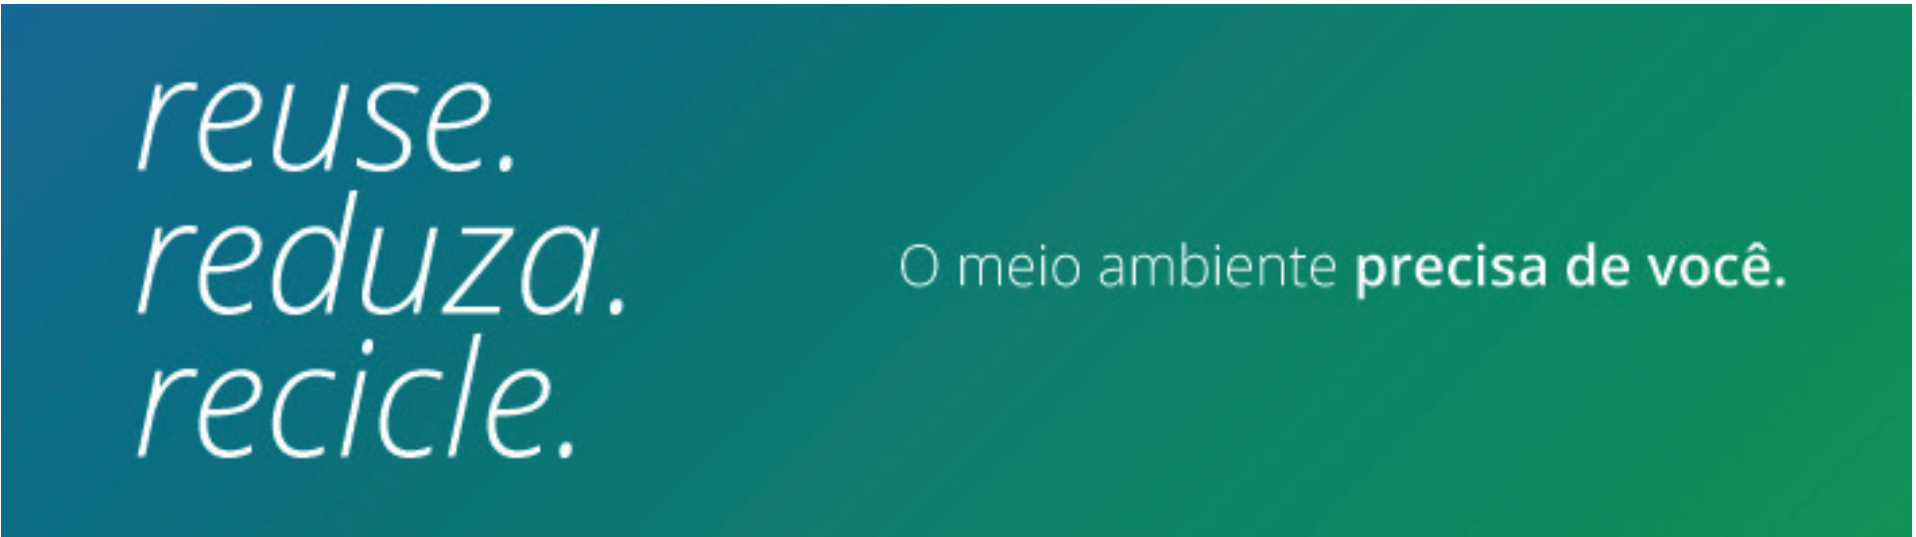 reuse.
reduza.
recicle.
O meio ambiente precisa de você.